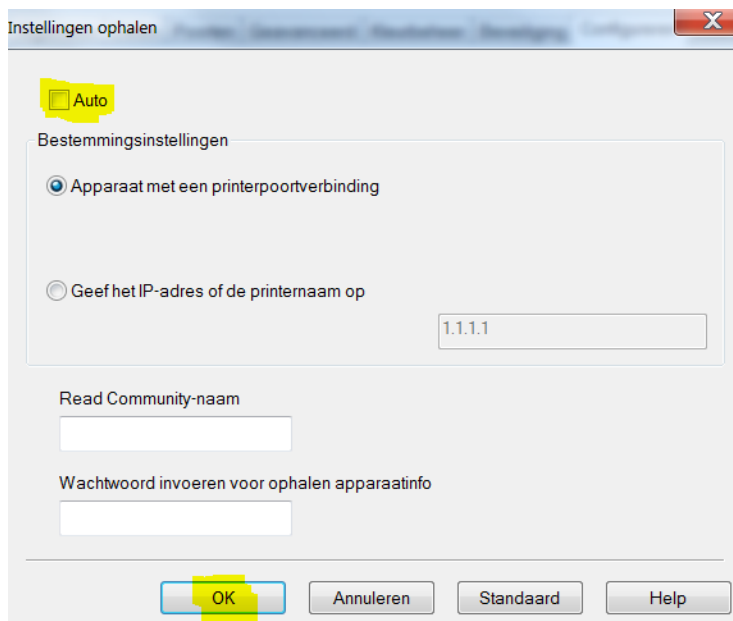 Instellingen ophalen
Auto
Bestemmingsinstellingen
Apparaat met een printerpoortverbinding
Geef het IP-adres of de printernaam op
1.1.1.1
Read Community-naam
Wachtwoord invoeren voor ophalen apparaatinfo
OK Annuleren Standaard Help